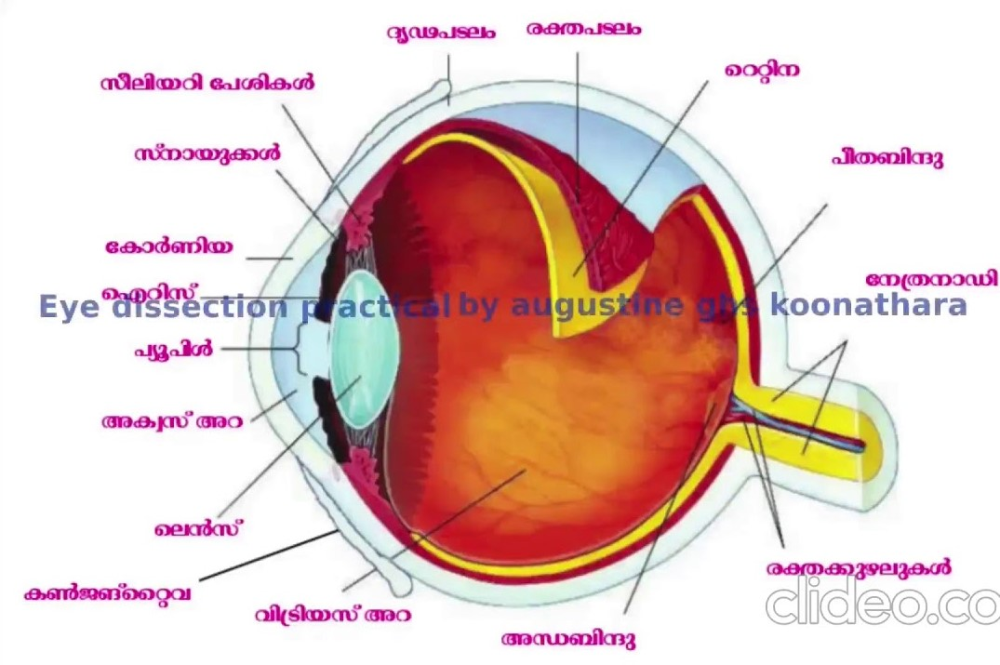 ദൃഢപടലം
രക്തപടലം
റെറ്റിന
സീലിയറി പേശികൾ
സ്നായുക്കൾ
പീതബിന്ദു
കോർണിയ
നേത്രനാഡി
ഐറിസ്
Eye dissection practical by augustine ghs koonathara
പ്യൂപിൾ
അക്വസ് അറ
ലെൻസ്
രക്തക്കുഴലുകൾ
കൺജങ്റ്റൈവ
വിട്രിയസ് അറ
അന്ധബിന്ദു
clideo.co